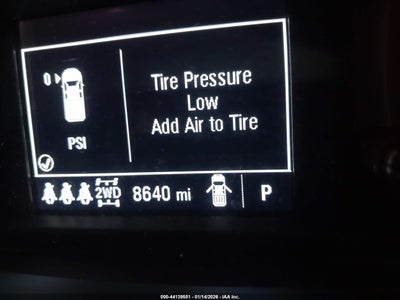 0
PSI
Tire Pressure
Low
Add Air to Tire
2WD
8640 mi
P
000-44139551 - 01/14/2026 - IAA Inc.